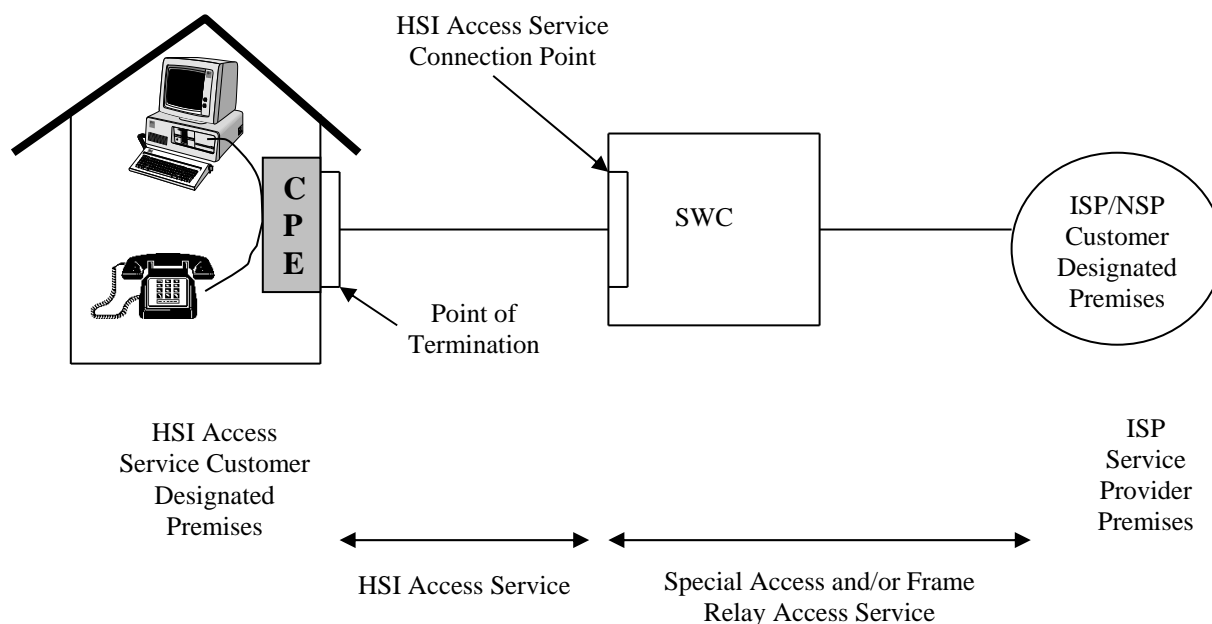 HSI Access Service
Connection Point
C
P
E
SWC
ISP/NSP
Customer
Designated
Premises
Point of
Termination
HSI Access
Service Customer
Designated
Premises
ISP
Service
Provider
Premises
HSI Access Service
Special Access and/or Frame
Relay Access Service